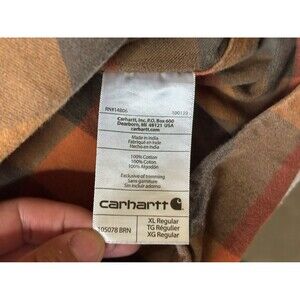 RN#14806 100122
Carhartt, Inc. P.O. Box 600
Dearborn, MI 48121 USA
carhartt.com
Made in India
Fabriqué en Inde
Hecho en India
100% Cotton
100% Coton
100% Algodón
Exclusive of trimming
Sans garniture
Sin incluir adorno
carhartt
105078 BRN
XL Regular
TG Régulier
XG Regular